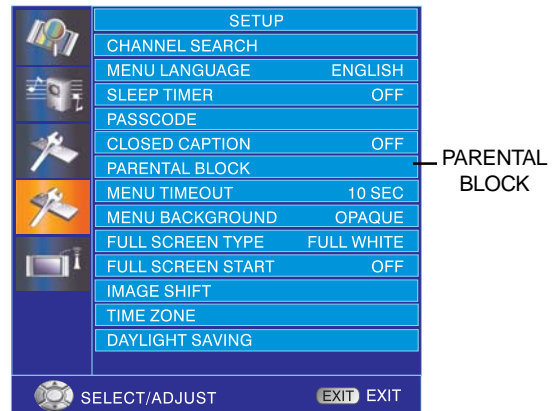 SETUP
CHANNEL SEARCH
MENU LANGUAGE ENGLISH
SLEEP TIMER OFF
PASSCODE
CLOSED CAPTION OFF
PARENTAL BLOCK
MENU TIMEOUT 10 SEC
MENU BACKGROUND OPAQUE
FULL SCREEN TYPE FULL WHITE
FULL SCREEN START OFF
IMAGE SHIFT
TIME ZONE
DAYLIGHT SAVING
SELECT/ADJUST EXIT EXIT
PARENTAL
BLOCK